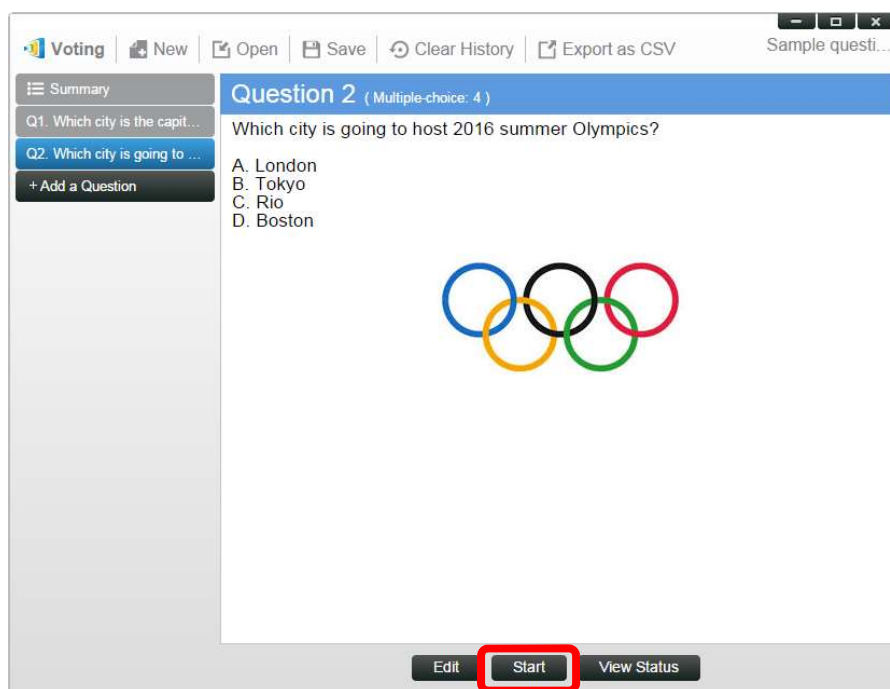 Voting New Open Save Clear History Export as CSV Sample questi...
Summary
Q1. Which city is the capit...
Q2. Which city is going to ...
+ Add a Question
Question 2 ( Multiple-choice: 4 )
Which city is going to host 2016 summer Olympics?
A. London
B. Tokyo
C. Rio
D. Boston
Edit Start View Status